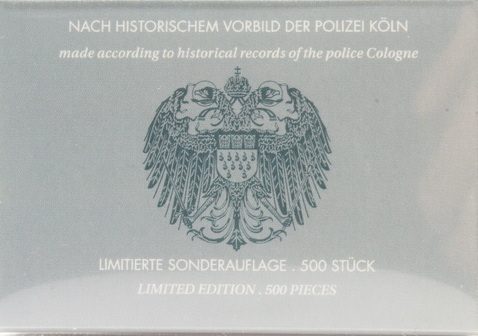 NACH HISTORISCHEM VORBILD DER POLIZEI KÖLN
made according to historical records of the police Cologne
LIMITIERTE SONDERAUFLAGE . 500 STÜCK
LIMITED EDITION . 500 PIECES